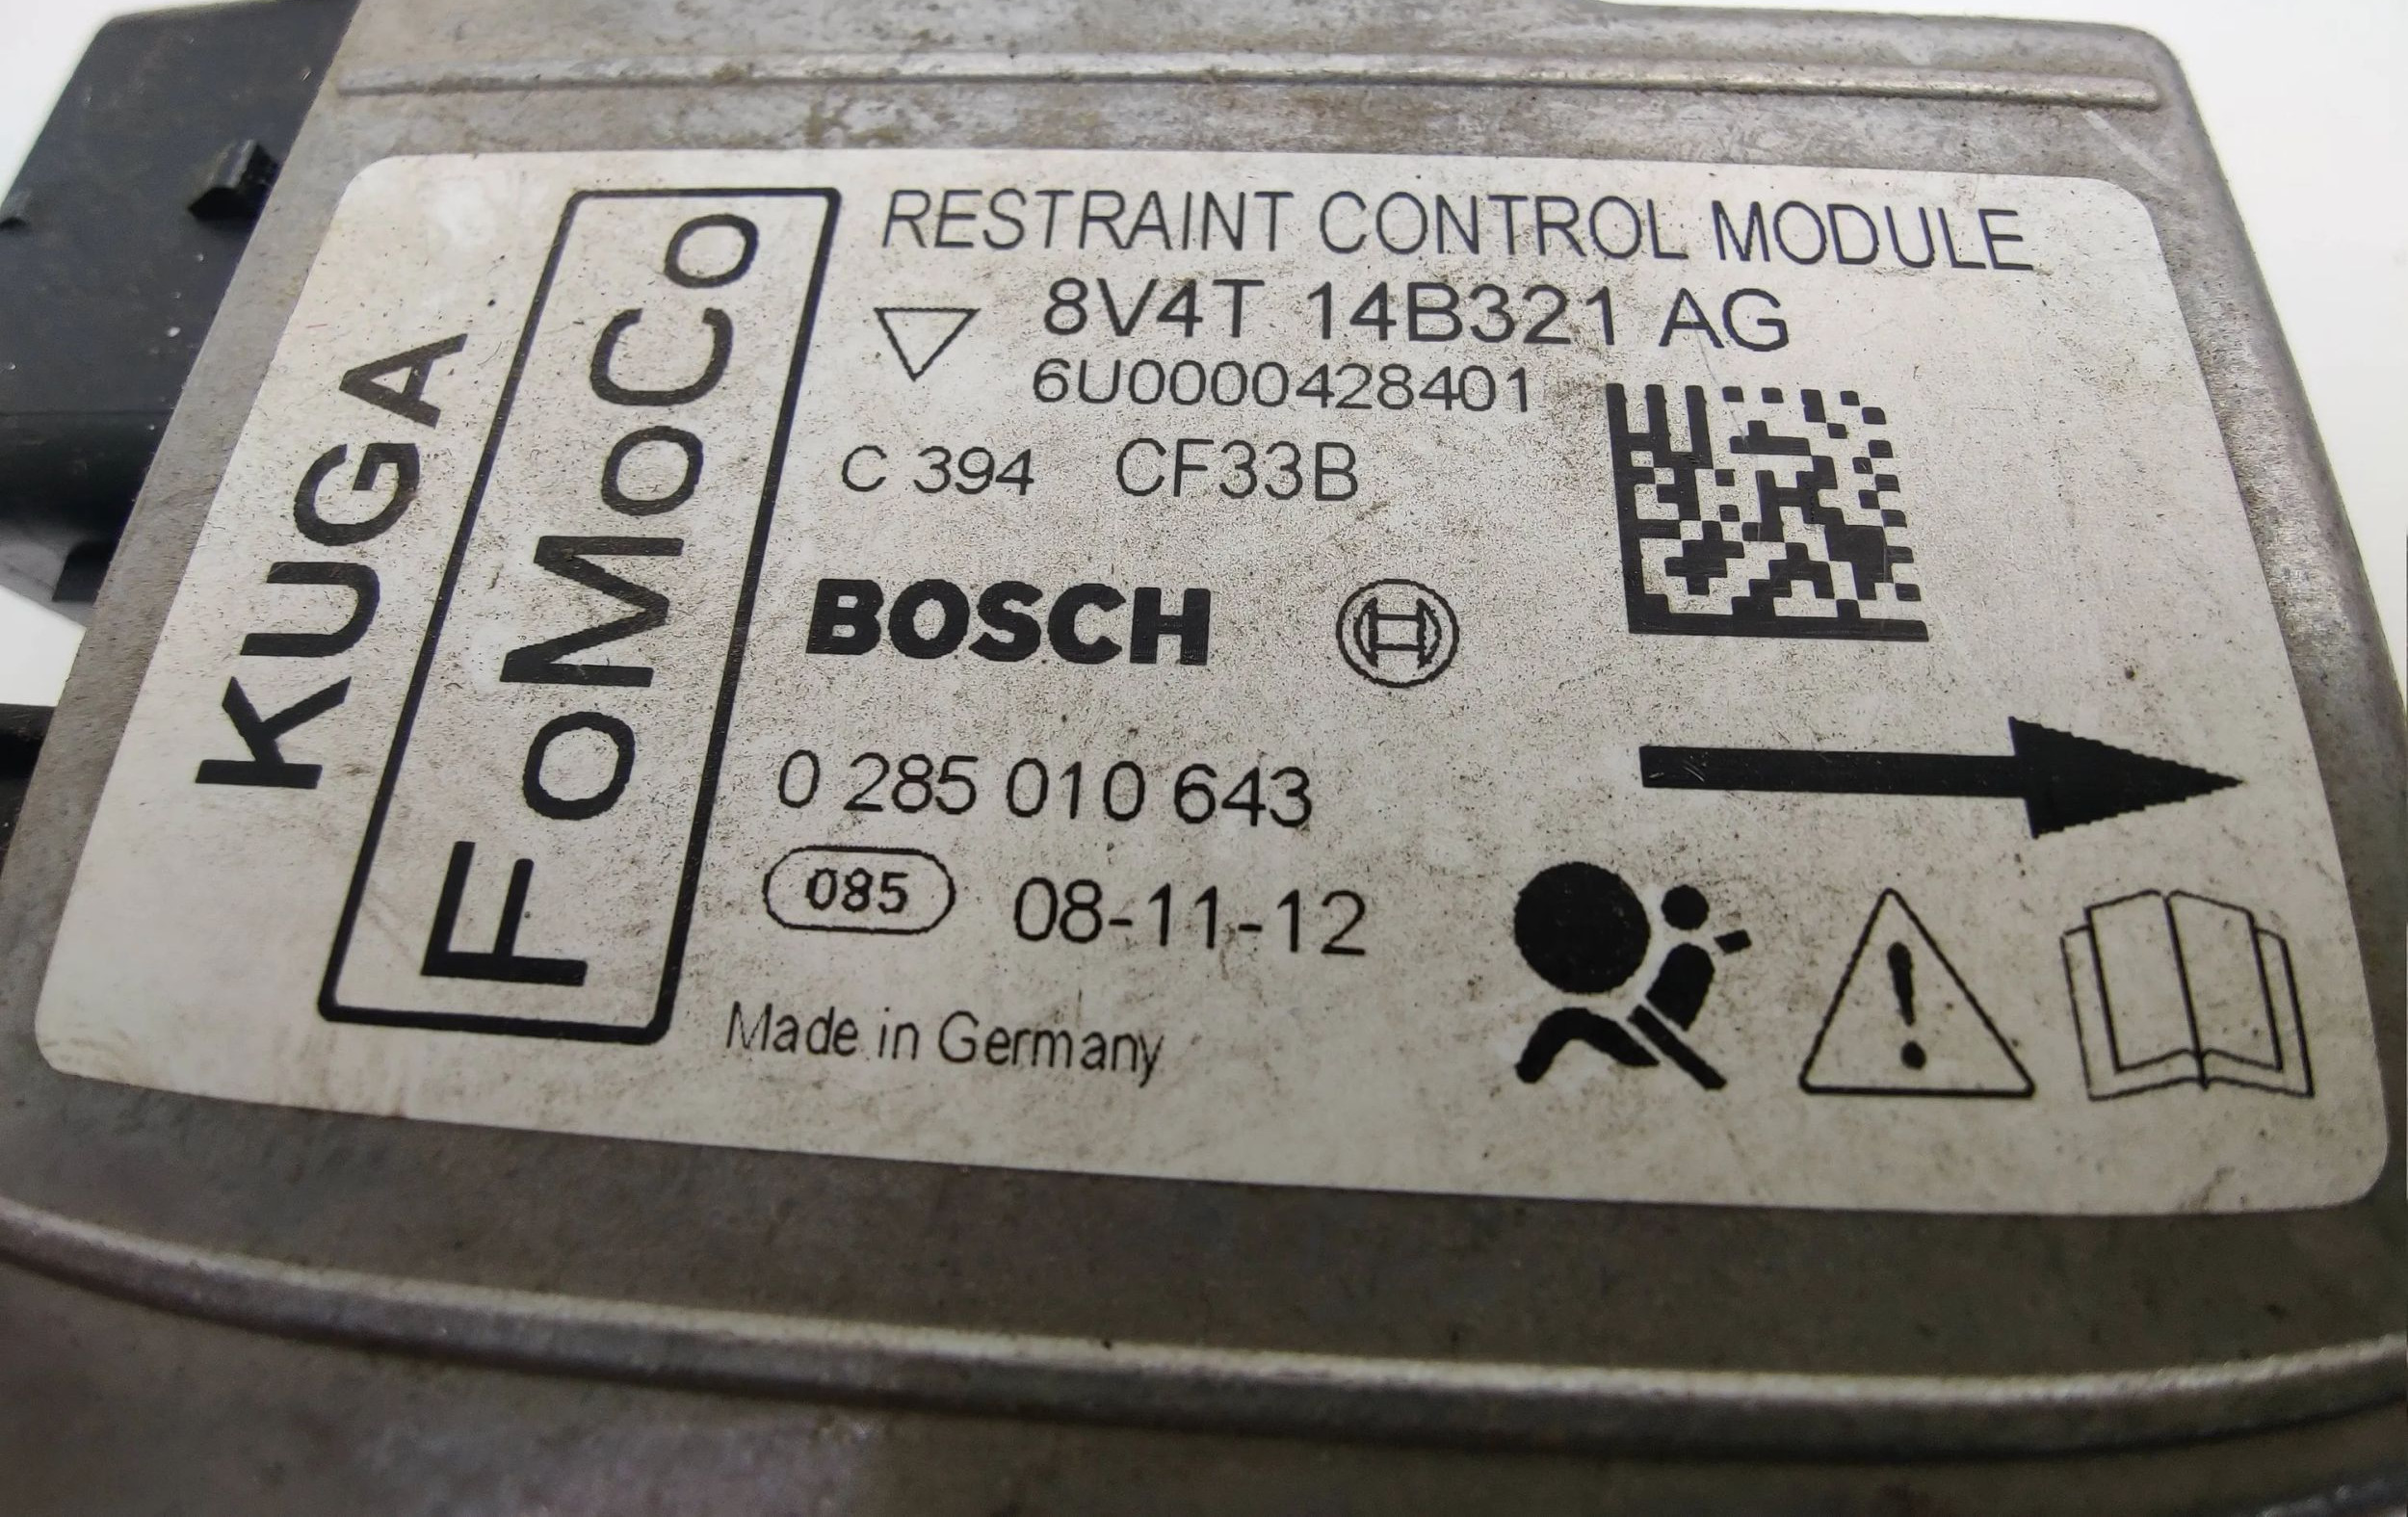 KUGA
FoMoCo
RESTRAINT CONTROL MODULE
8V4T 14B321 AG
6U0000428401
C 394 CF33B
BOSCH
0 285 010 643
085 08-11-12
Made in Germany